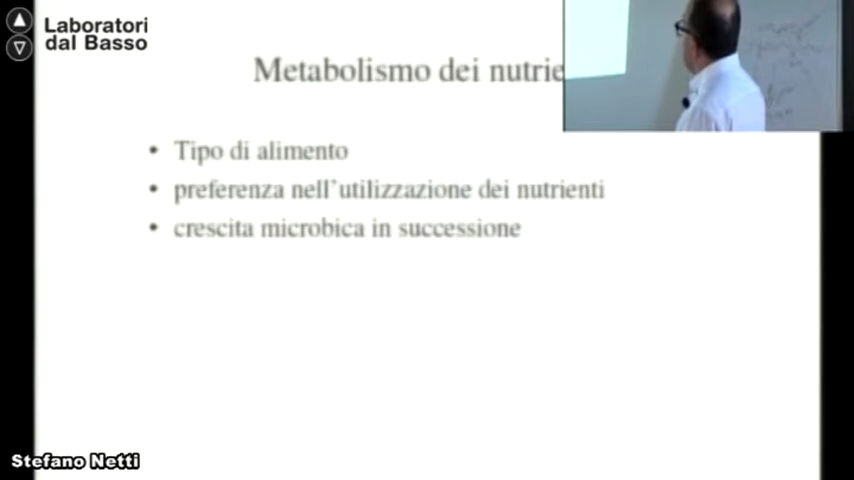 Laboratori
dal Basso
Metabolismo dei nutrie
• Tipo di alimento
• preferenza nell'utilizzazione dei nutrienti
• crescita microbica in successione
Stefano Netti